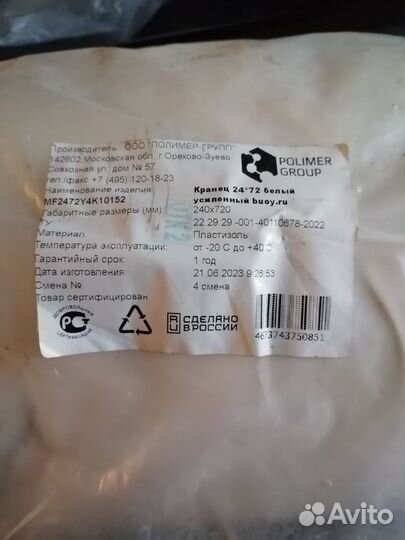 Производитель ООО "ПОЛИМЕР-ГРУПП"
142602 Московская обл., г Орехово-Зуево
Совхозная ул. дом № 57
тел./факс +7 (495) 120-18-23
Наименование изделия
MF2472Y4K10152
Кранец 24*72 белый
усиленный buoy.ru
Габаритные размеры (мм) 240x720
ТУ 22.29.29 -001-40110678-2022
Материал Пластизоль
Температура эксплуатации: от -20 С до +40 С
Гарантийный срок 1 год
Дата изготовления 21.06.2023 9:26:53
Смена № 4 смена
Товар сертифицирован
POLIMER
GROUP
ДОБРОВОЛЬНАЯ
СЕРТИФИКАЦИЯ
СДЕЛАНО
В РОССИИ
Avito